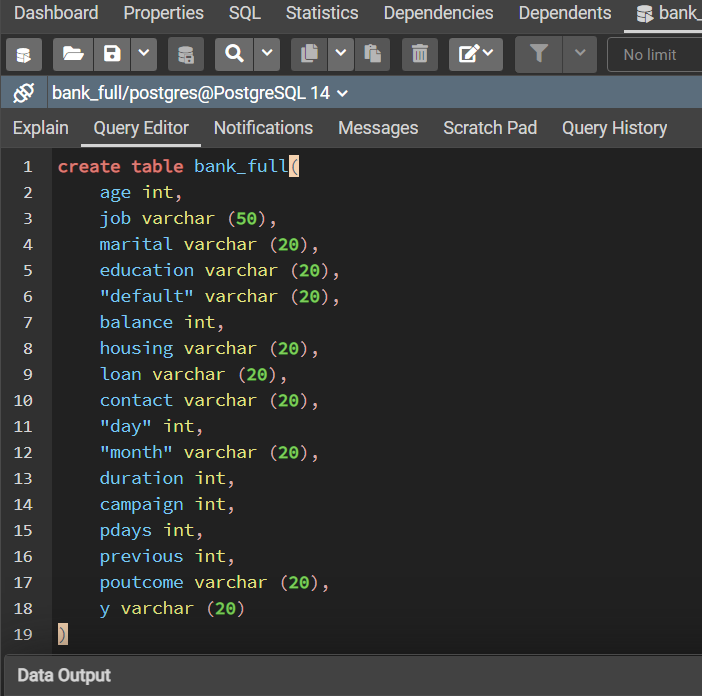 Dashboard Properties SQL Statistics Dependencies Dependents bank_
No limit
bank_full/postgres@PostgreSQL 14
Explain Query Editor Notifications Messages Scratch Pad Query History
1 create table bank_full(
2 age int,
3 job varchar (50),
4 marital varchar (20),
5 education varchar (20),
6 "default" varchar (20),
7 balance int,
8 housing varchar (20),
9 loan varchar (20),
10 contact varchar (20),
11 "day" int,
12 "month" varchar (20),
13 duration int,
14 campaign int,
15 pdays int,
16 previous int,
17 poutcome varchar (20),
18 y varchar (20)
19 )
Data Output